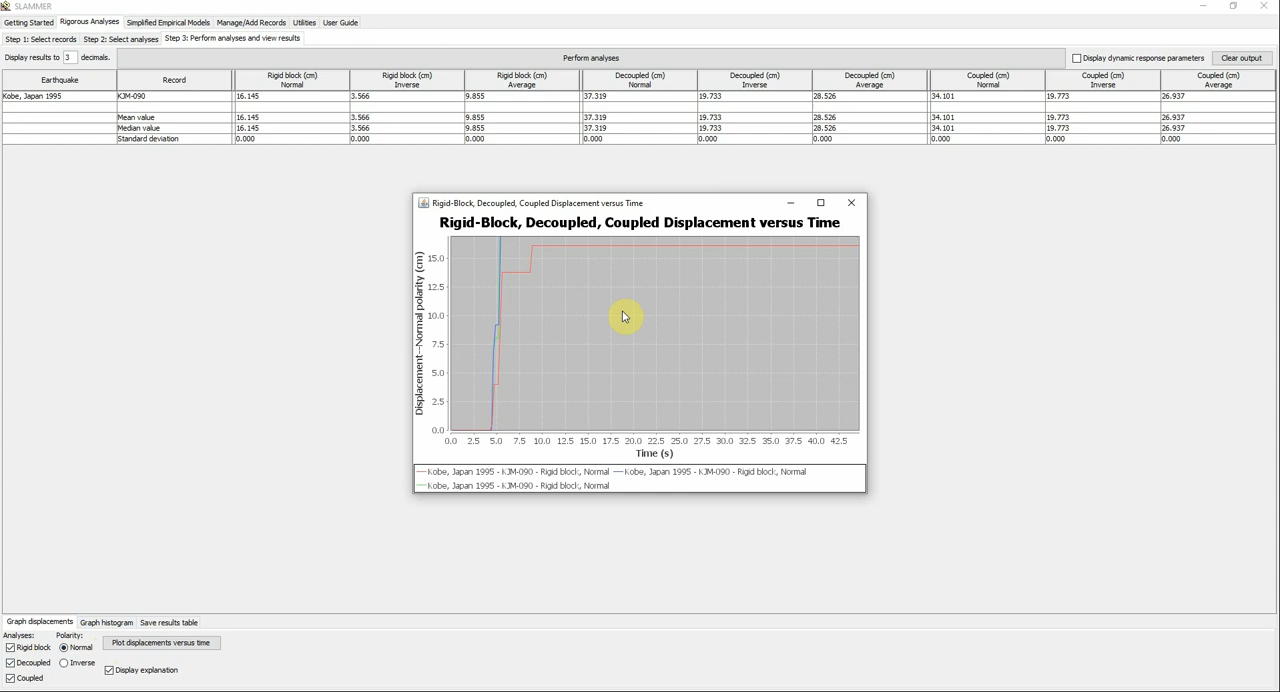 SLAMMER
Getting Started Rigorous Analyses Simplified Empirical Models Manage/Add Records Utilities User Guide
Step 1: Select records Step 2: Select analyses Step 3: Perform analyses and view results
Display results to 3 decimals. Perform analyses Display dynamic response parameters Clear output
Earthquake Record Rigid block (cm) Normal Rigid block (cm) Inverse Rigid block (cm) Average Decoupled (cm) Normal Decoupled (cm) Inverse Decoupled (cm) Average Coupled (cm) Normal Coupled (cm) Inverse Coupled (cm) Average
Kobe, Japan 1995 KJM-090 16.145 3.566 9.855 37.319 19.733 28.526 34.101 19.773 26.937
Mean value 16.145 3.566 9.855 37.319 19.733 28.526 34.101 19.773 26.937
Median value 16.145 3.566 9.855 37.319 19.733 28.526 34.101 19.773 26.937
Standard deviation 0.000 0.000 0.000 0.000 0.000 0.000 0.000 0.000 0.000
Rigid-Block, Decoupled, Coupled Displacement versus Time
Rigid-Block, Decoupled, Coupled Displacement versus Time
Displacement--Normal polarity (cm)
15.0
12.5
10.0
7.5
5.0
2.5
0.0
0.0 2.5 5.0 7.5 10.0 12.5 15.0 17.5 20.0 22.5 25.0 27.5 30.0 32.5 35.0 37.5 40.0 42.5
Time (s)
Kobe, Japan 1995 - KJM-090 - Rigid block, Normal Kobe, Japan 1995 - KJM-090 - Rigid block, Normal
Kobe, Japan 1995 - KJM-090 - Rigid block, Normal
Graph displacements Graph histogram Save results table
Analyses: Polarity: Plot displacements versus time
Rigid block Normal
Decoupled Inverse Display explanation
Coupled